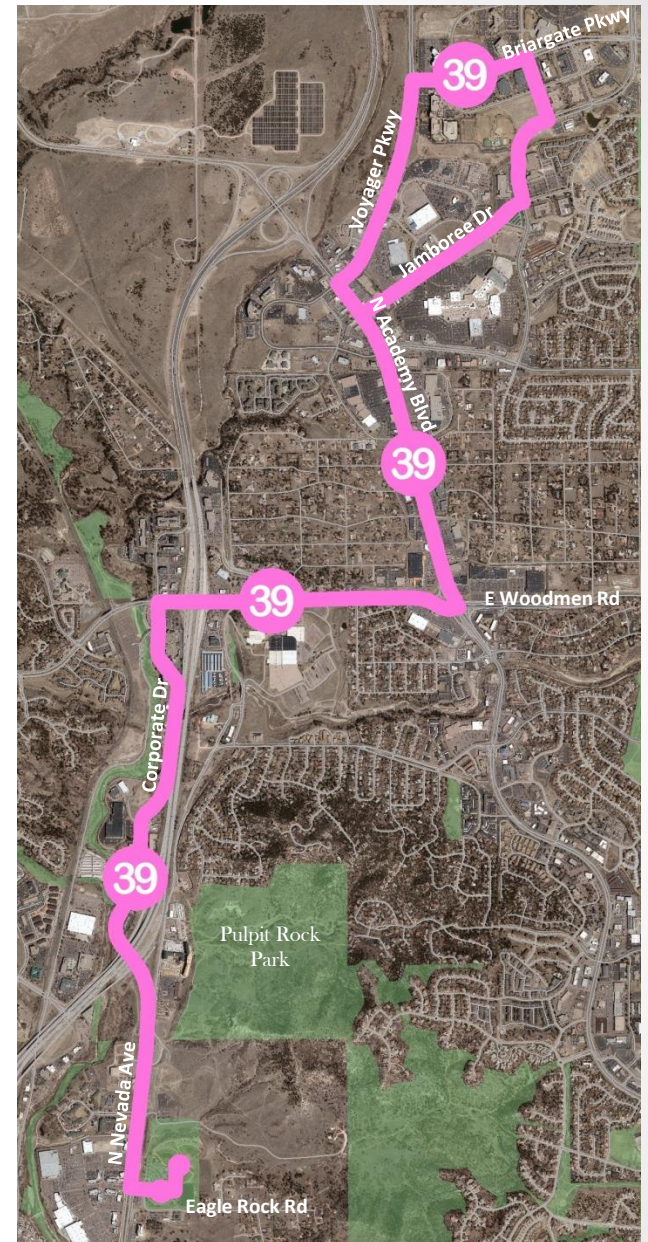 Briargate Pkwy
39
Voyager Pkwy
Jamboree Dr
N Academy Blvd
39
39
E Woodmen Rd
Corporate Dr
39
Pulpit Rock
Park
N Nevada Ave
Eagle Rock Rd